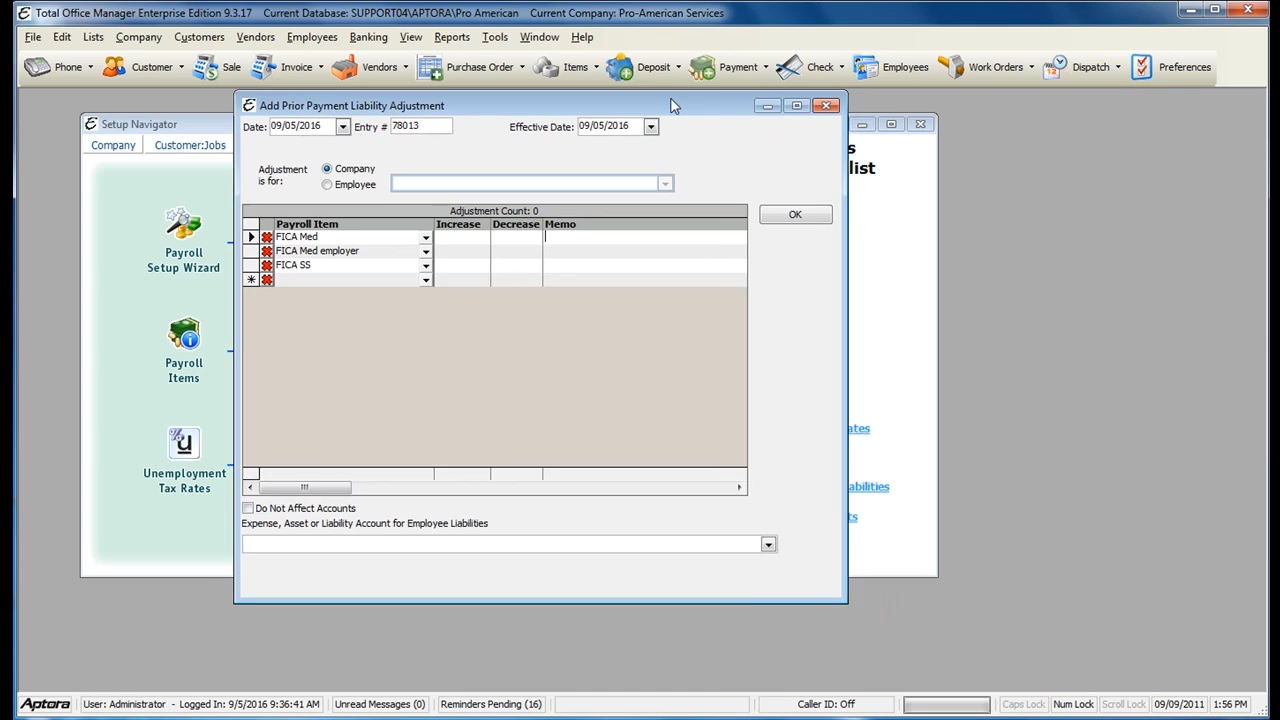 Total Office Manager Enterprise Edition 9.3.17 Current Database: SUPPORT04\APTORA\Pro American Current Company: Pro-American Services
File Edit Lists Company Customers Vendors Employees Banking View Reports Tools Window Help
Phone Customer Sale Invoice Vendors Purchase Order Items Deposit Payment Check Employees Work Orders Dispatch Preferences
Add Prior Payment Liability Adjustment
Setup Navigator
Date: 09/05/2016 Entry # 78013 Effective Date: 09/05/2016
Company Customer:Jobs
s
list
Adjustment is for:
Company
Employee
Adjustment Count: 0
OK
Payroll Item Increase Decrease Memo
FICA Med
FICA Med employer
FICA SS
Payroll
Setup Wizard
Payroll
Items
Unemployment
Tax Rates
ates
abilities
ts
Do Not Affect Accounts
Expense, Asset or Liability Account for Employee Liabilities
Aptora User: Administrator - Logged In: 9/5/2016 9:36:41 AM Unread Messages (0) Reminders Pending (16) Caller ID: Off Caps Lock Num Lock Scroll Lock 09/09/2011 1:56 PM